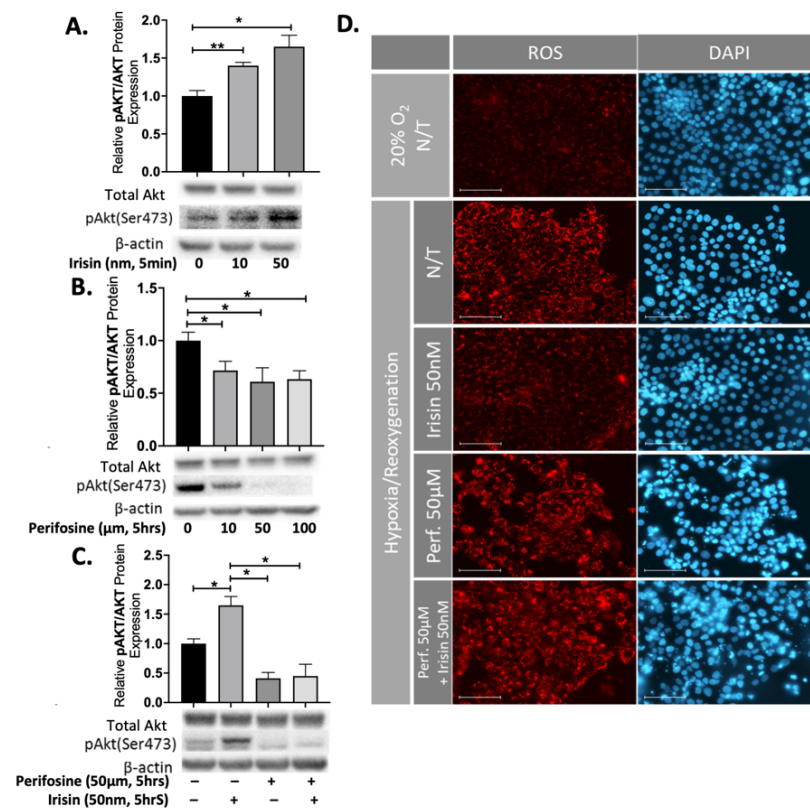 A.
Relative pAKT/AKT Protein
Expression
2.0
1.5
1.0
0.5
0.0
*
**
Total Akt
pAkt(Ser473)
β-actin
Irisin (nm, 5min) 0 10 50
B.
Relative pAKT/AKT Protein
Expression
1.5
1.0
0.5
0.0
*
*
*
Total Akt
pAkt(Ser473)
β-actin
Perifosine (μm, 5hrs) 0 10 50 100
C.
Relative pAKT/AKT Protein
Expression
2.5
2.0
1.5
1.0
0.5
0.0
*
*
*
Total Akt
pAkt(Ser473)
β-actin
Perifosine (50μm, 5hrs) – – + +
Irisin (50nm, 5hrS) – + – +
D.
ROS DAPI
20% O₂
N/T
Hypoxia/Reoxygenation
N/T
Irisin 50nM
Perf. 50μM
Perf. 50μM
+ Irisin 50nM